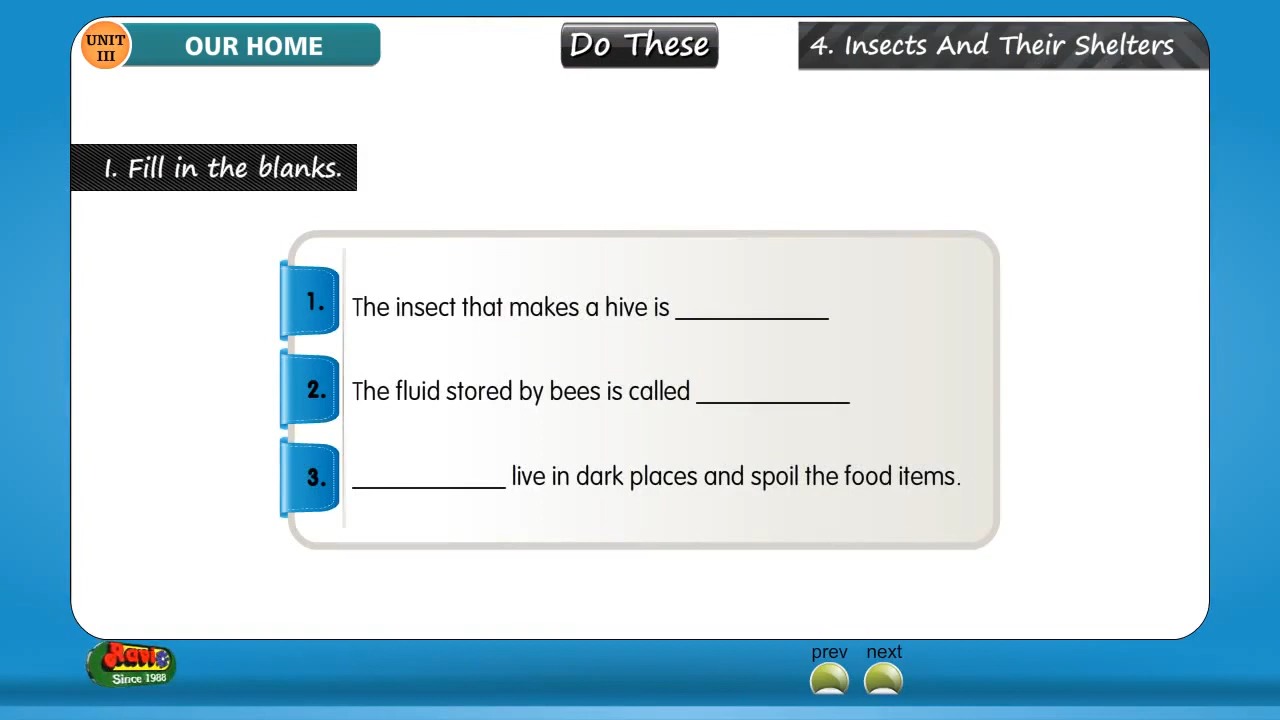 UNIT
III
OUR HOME
Do These
4. Insects And Their Shelters
I. Fill in the blanks.
1. The insect that makes a hive is ____________
2. The fluid stored by bees is called ____________
3. ____________ live in dark places and spoil the food items.
Ravi
Since 1988
prev next